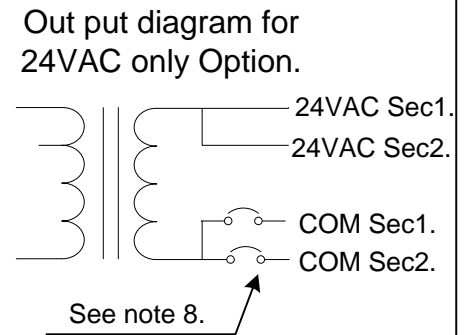 Out put diagram for
24VAC only Option.
24VAC Sec1.
24VAC Sec2.
COM Sec1.
COM Sec2.
See note 8.